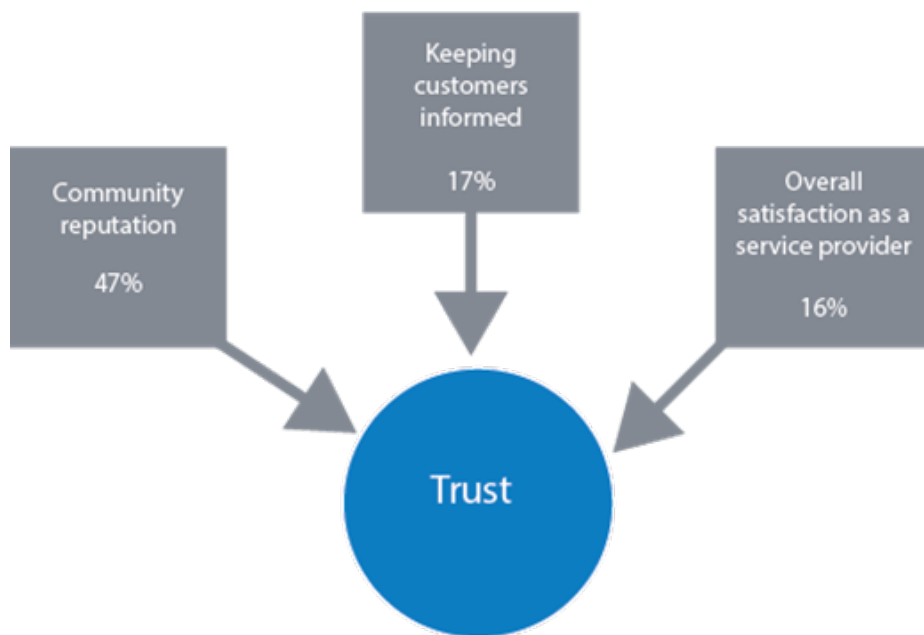 Community
reputation
47%
Keeping
customers
informed
17%
Overall
satisfaction as a
service provider
16%
Trust